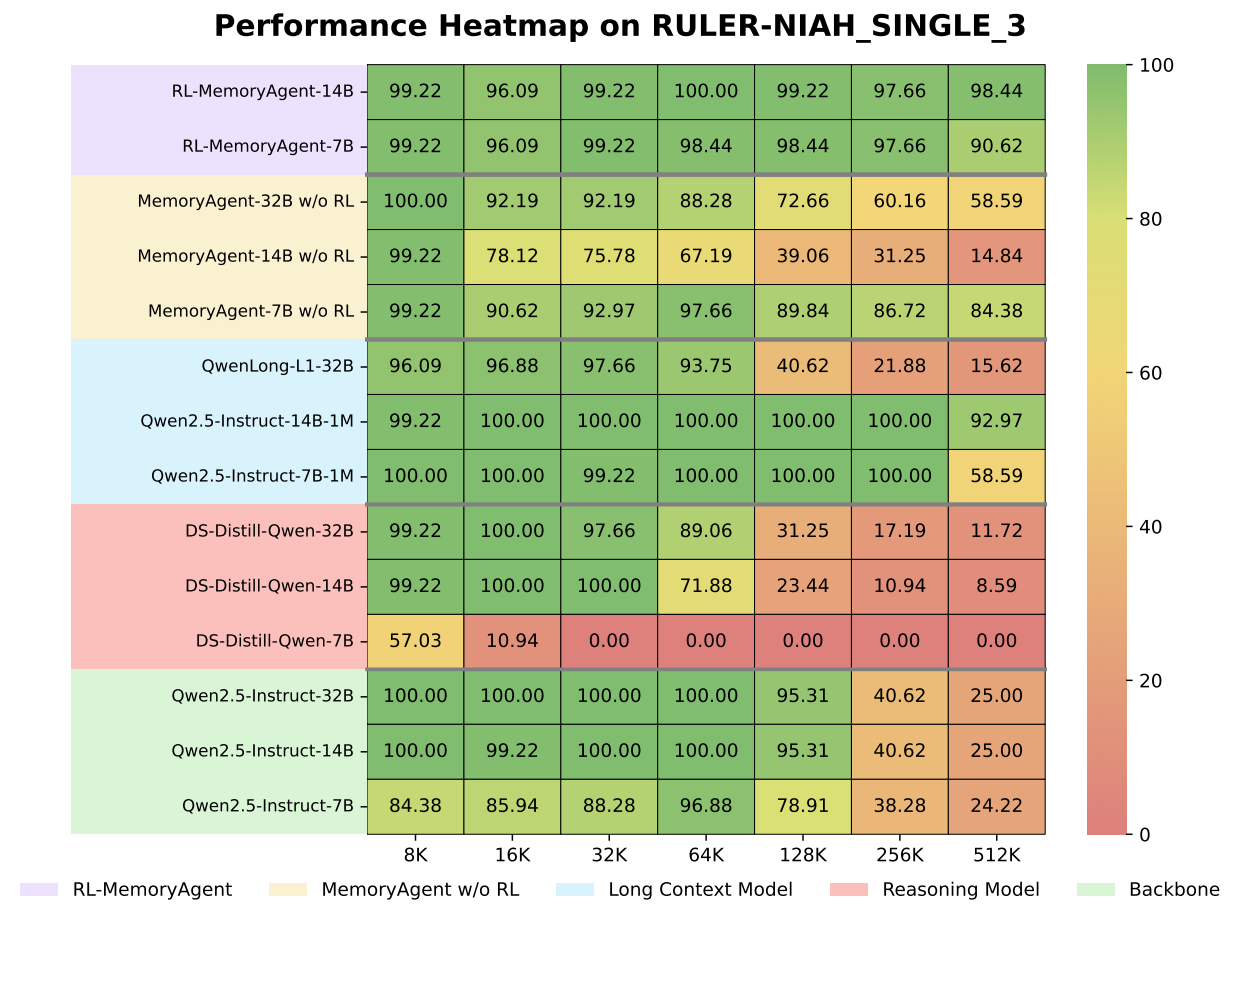 Performance Heatmap on RULER-NIAH_SINGLE_3
RL-MemoryAgent-14B 99.22 96.09 99.22 100.00 99.22 97.66 98.44
RL-MemoryAgent-7B 99.22 96.09 99.22 98.44 98.44 97.66 90.62
MemoryAgent-32B w/o RL 100.00 92.19 92.19 88.28 72.66 60.16 58.59
MemoryAgent-14B w/o RL 99.22 78.12 75.78 67.19 39.06 31.25 14.84
MemoryAgent-7B w/o RL 99.22 90.62 92.97 97.66 89.84 86.72 84.38
QwenLong-L1-32B 96.09 96.88 97.66 93.75 40.62 21.88 15.62
Qwen2.5-Instruct-14B-1M 99.22 100.00 100.00 100.00 100.00 100.00 92.97
Qwen2.5-Instruct-7B-1M 100.00 100.00 99.22 100.00 100.00 100.00 58.59
DS-Distill-Qwen-32B 99.22 100.00 97.66 89.06 31.25 17.19 11.72
DS-Distill-Qwen-14B 99.22 100.00 100.00 71.88 23.44 10.94 8.59
DS-Distill-Qwen-7B 57.03 10.94 0.00 0.00 0.00 0.00 0.00
Qwen2.5-Instruct-32B 100.00 100.00 100.00 100.00 95.31 40.62 25.00
Qwen2.5-Instruct-14B 100.00 99.22 100.00 100.00 95.31 40.62 25.00
Qwen2.5-Instruct-7B 84.38 85.94 88.28 96.88 78.91 38.28 24.22
8K 16K 32K 64K 128K 256K 512K
100
80
60
40
20
0
RL-MemoryAgent MemoryAgent w/o RL Long Context Model Reasoning Model Backbone